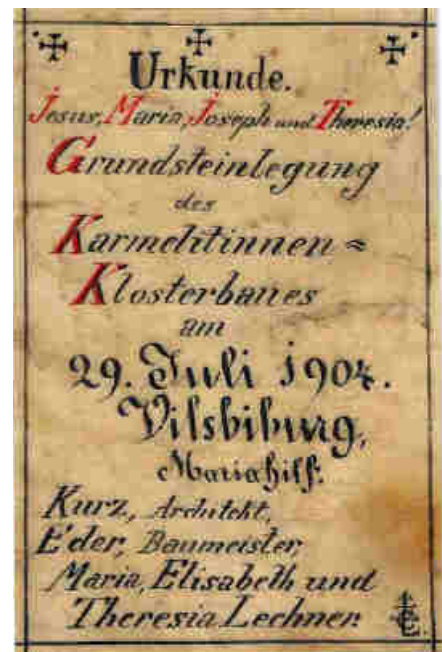 Urkunde.
Jesus, Maria, Joseph und Theresia!
Grundsteinlegung
des
Karmelitinnen =
Klosterbaues
am
29. Juli 1904.
Vilsbiburg,
Mariahilf.
Kurz, Architekt,
Eder, Baumeister,
Maria, Elisabeth und
Theresia Lechner.